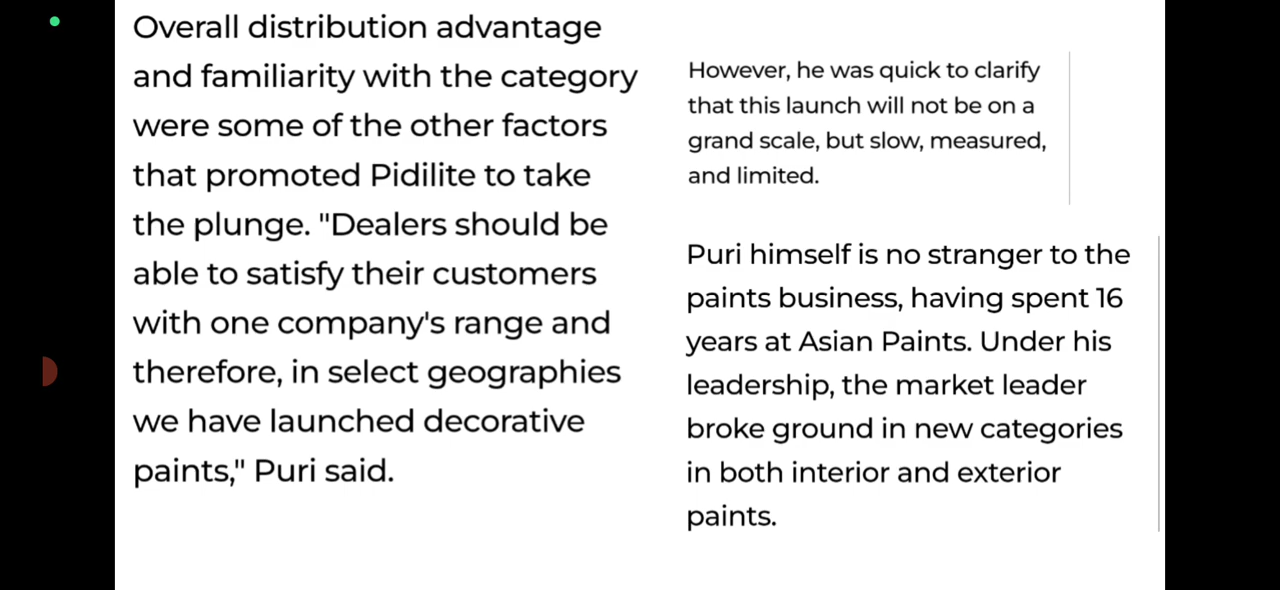 Overall distribution advantage
and familiarity with the category
were some of the other factors
that promoted Pidilite to take
the plunge. "Dealers should be
able to satisfy their customers
with one company's range and
therefore, in select geographies
we have launched decorative
paints," Puri said.
However, he was quick to clarify
that this launch will not be on a
grand scale, but slow, measured,
and limited.
Puri himself is no stranger to the
paints business, having spent 16
years at Asian Paints. Under his
leadership, the market leader
broke ground in new categories
in both interior and exterior
paints.